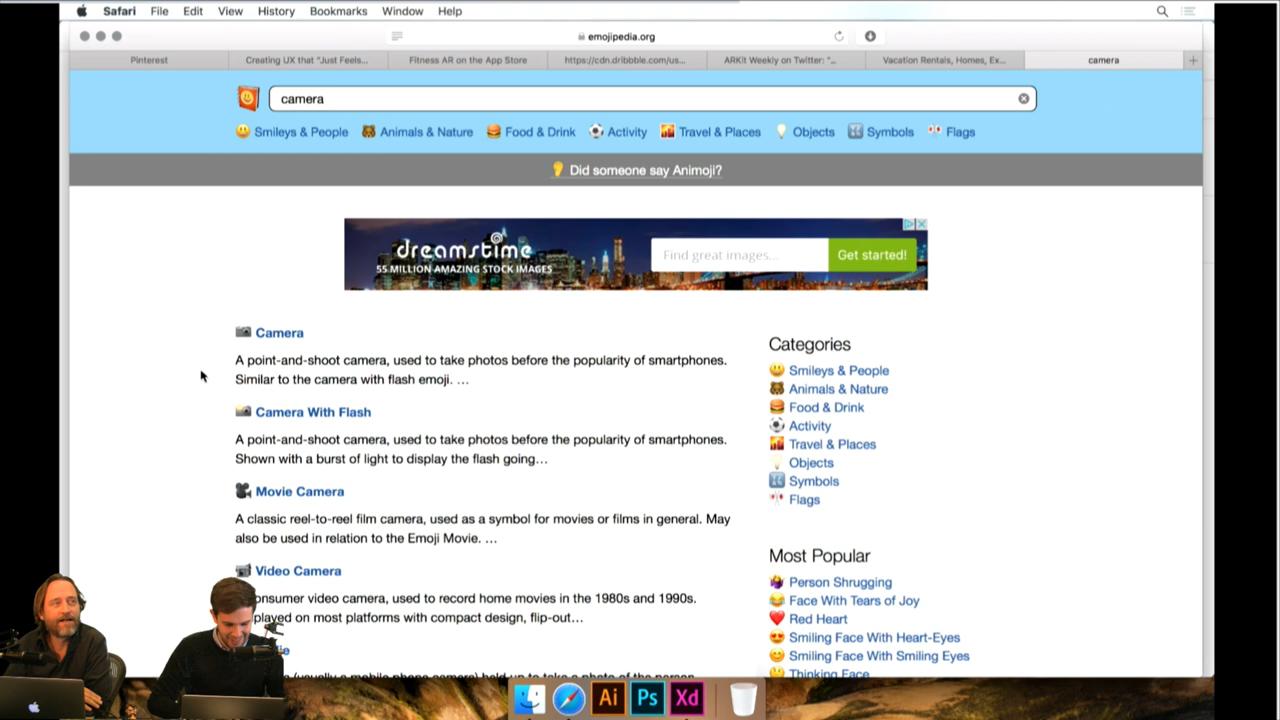 Safari File Edit View History Bookmarks Window Help
emojipedia.org
Pinterest
Creating UX that "Just Feels...
Fitness AR on the App Store
https://cdn.dribbble.com/us...
ARKit Weekly on Twitter: "...
Vacation Rentals, Homes, Ex...
camera
camera
Smileys & People
Animals & Nature
Food & Drink
Activity
Travel & Places
Objects
Symbols
Flags
Did someone say Animoji?
dreamstime
55 MILLION AMAZING STOCK IMAGES
Find great images...
Get started!
Camera
A point-and-shoot camera, used to take photos before the popularity of smartphones.
Similar to the camera with flash emoji. …
Camera With Flash
A point-and-shoot camera, used to take photos before the popularity of smartphones.
Shown with a burst of light to display the flash going…
Movie Camera
A classic reel-to-reel film camera, used as a symbol for movies or films in general. May
also be used in relation to the Emoji Movie. …
Video Camera
onsumer video camera, used to record home movies in the 1980s and 1990s.
played on most platforms with compact design, flip-out…
Categories
Smileys & People
Animals & Nature
Food & Drink
Activity
Travel & Places
Objects
Symbols
Flags
Most Popular
Person Shrugging
Face With Tears of Joy
Red Heart
Smiling Face With Heart-Eyes
Smiling Face With Smiling Eyes
Thinking Face
Ai
Ps
Xd